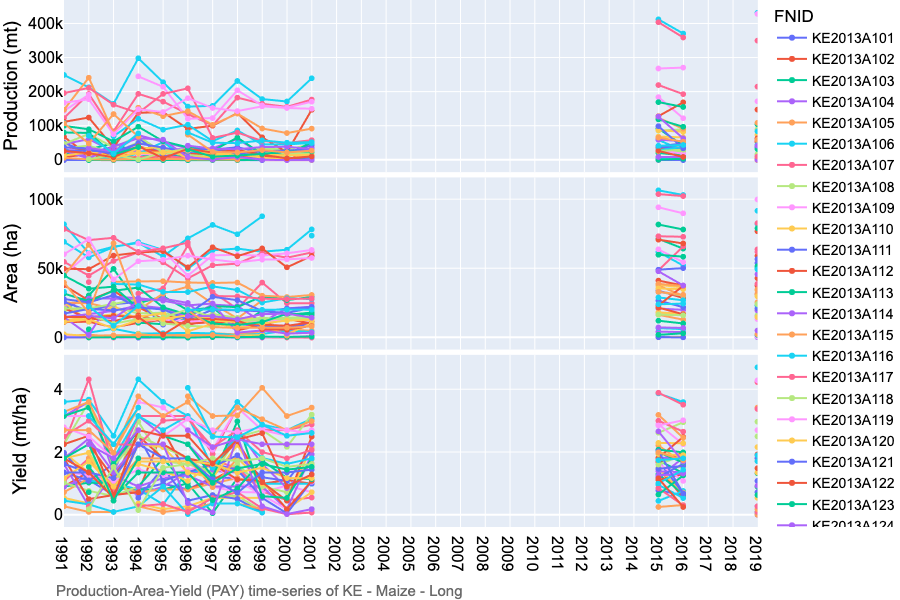 FNID
Production (mt)
400k
300k
200k
100k
0
Area (ha)
100k
50k
0
Yield (mt/ha)
4
2
0
1991 1992 1993 1994 1995 1996 1997 1998 1999 2000 2001 2002 2003 2004 2005 2006 2007 2008 2009 2010 2011 2012 2013 2014 2015 2016 2017 2018 2019
KE2013A101
KE2013A102
KE2013A103
KE2013A104
KE2013A105
KE2013A106
KE2013A107
KE2013A108
KE2013A109
KE2013A110
KE2013A111
KE2013A112
KE2013A113
KE2013A114
KE2013A115
KE2013A116
KE2013A117
KE2013A118
KE2013A119
KE2013A120
KE2013A121
KE2013A122
KE2013A123
KE2013A124
Production-Area-Yield (PAY) time-series of KE - Maize - Long